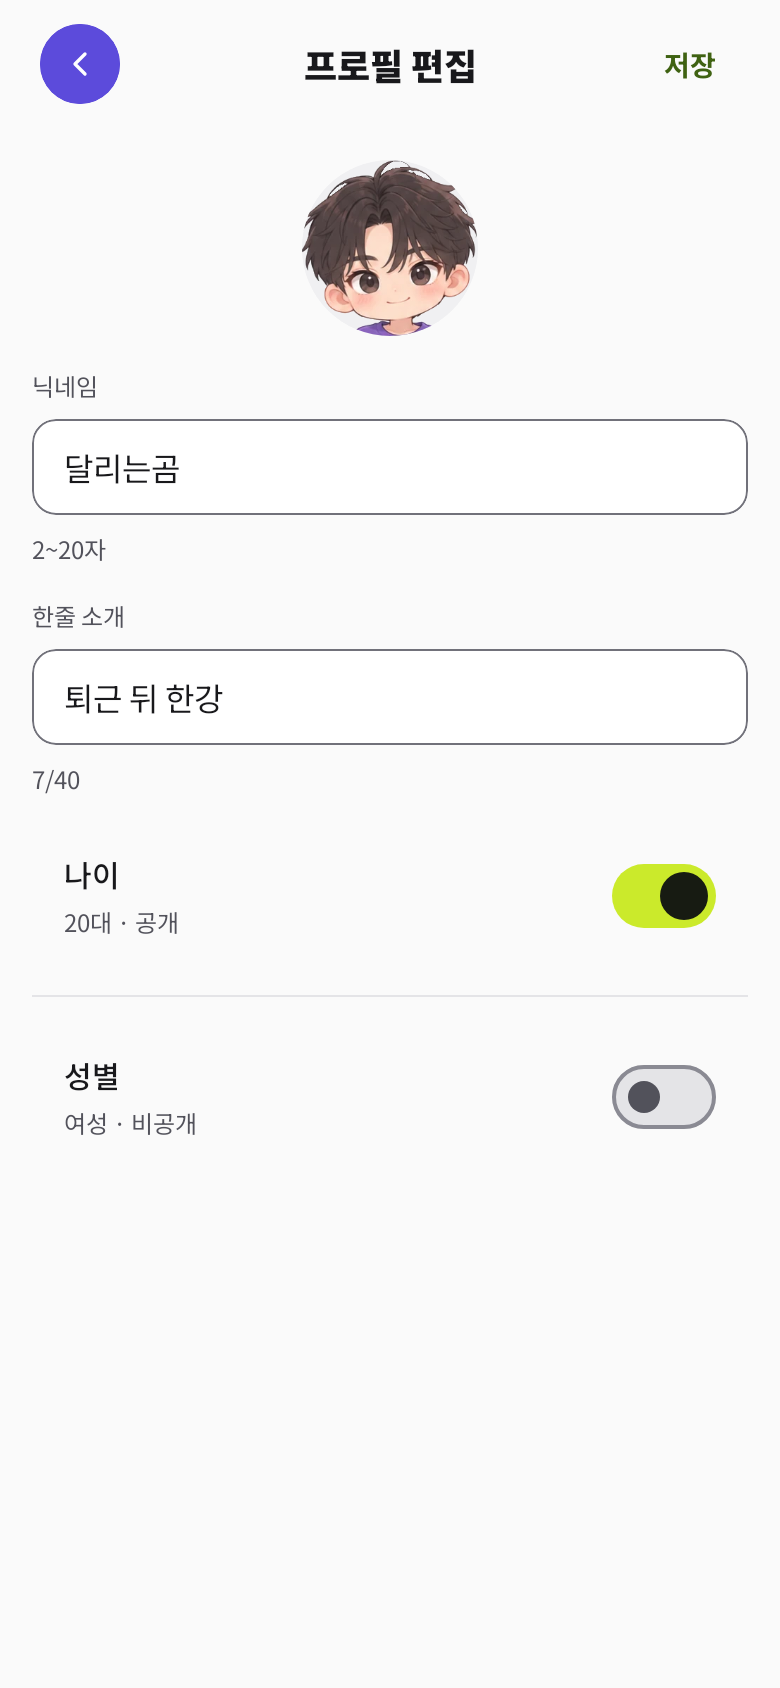 프로필 편집
저장
닉네임
달리는곰
2~20자
한줄 소개
퇴근 뒤 한강
7/40
나이
20대 · 공개
성별
여성 · 비공개